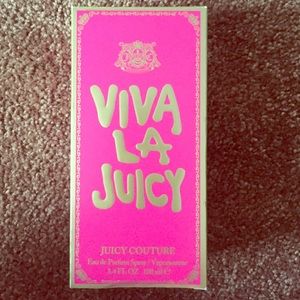 VIVA
LA
JUICY
JUICY COUTURE
Eau de Parfum Spray / Vaporisateur
3.4 FL OZ 100 ml ℮